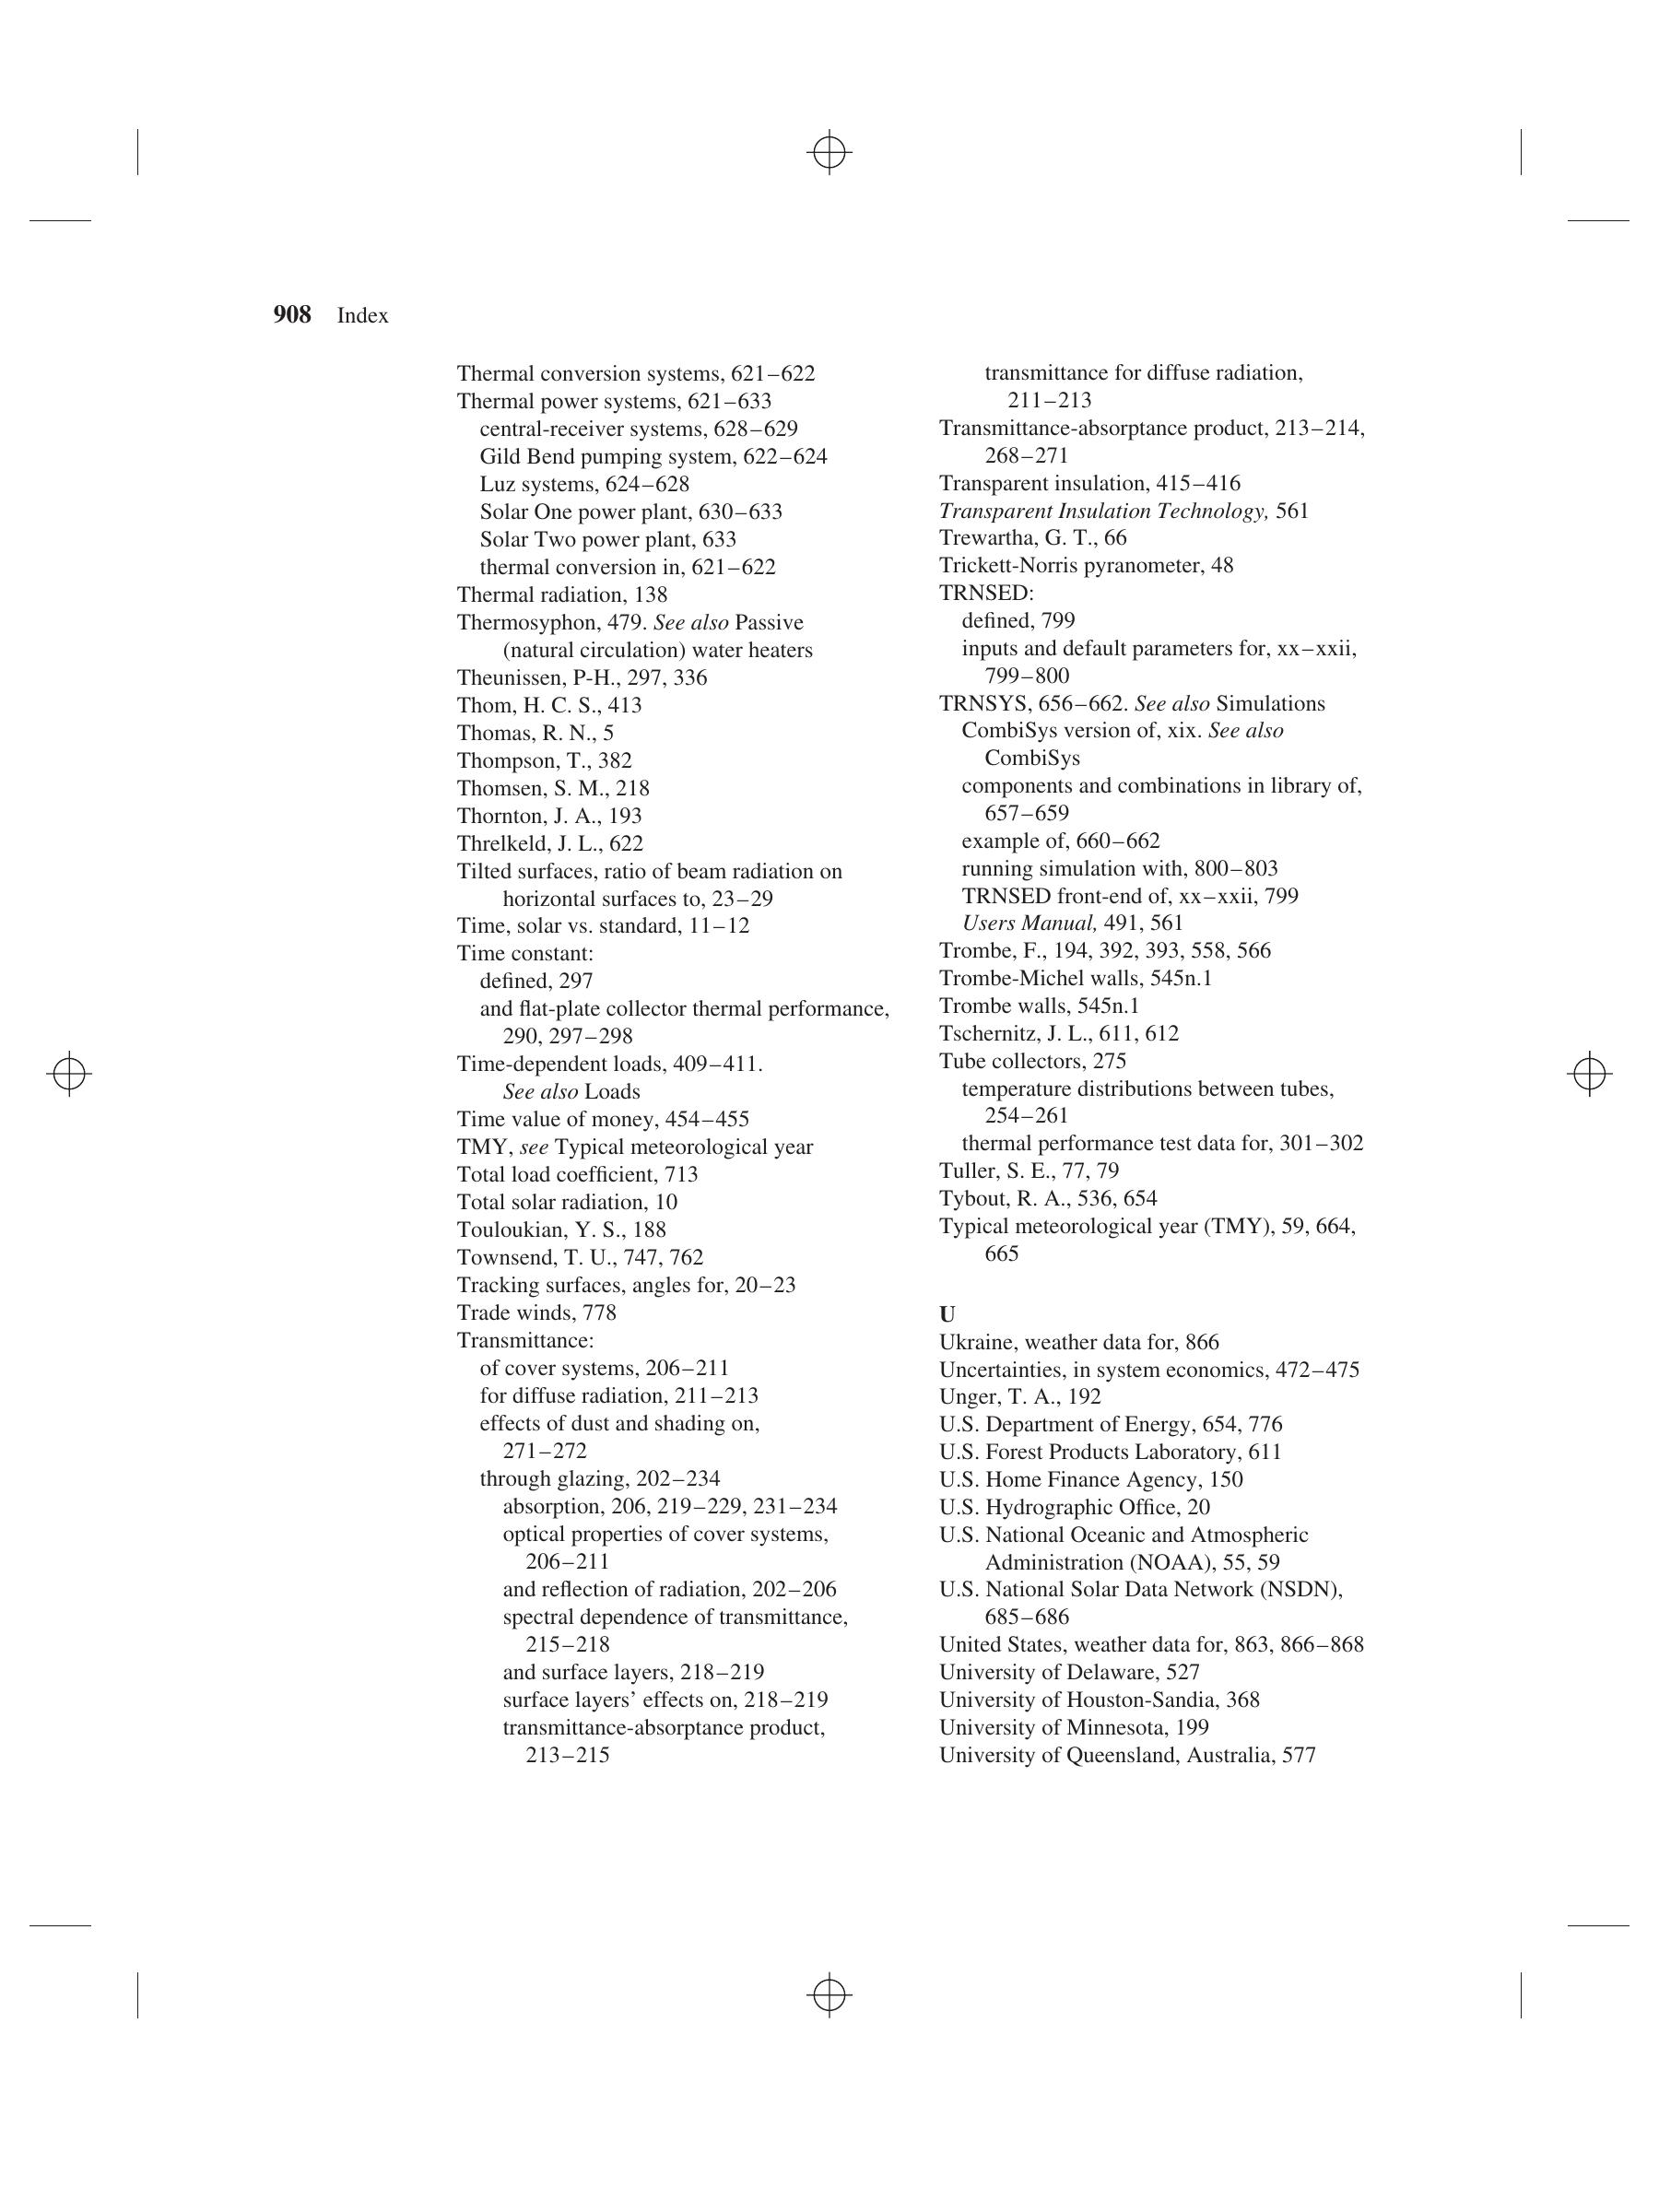 908 Index
Thermal conversion systems, 621–622
Thermal power systems, 621–633
central-receiver systems, 628–629
Gild Bend pumping system, 622–624
Luz systems, 624–628
Solar One power plant, 630–633
Solar Two power plant, 633
thermal conversion in, 621–622
Thermal radiation, 138
Thermosyphon, 479. See also Passive
(natural circulation) water heaters
Theunissen, P-H., 297, 336
Thom, H. C. S., 413
Thomas, R. N., 5
Thompson, T., 382
Thomsen, S. M., 218
Thornton, J. A., 193
Threlkeld, J. L., 622
Tilted surfaces, ratio of beam radiation on
horizontal surfaces to, 23–29
Time, solar vs. standard, 11–12
Time constant:
defined, 297
and flat-plate collector thermal performance,
290, 297–298
Time-dependent loads, 409–411.
See also Loads
Time value of money, 454–455
TMY, see Typical meteorological year
Total load coefficient, 713
Total solar radiation, 10
Touloukian, Y. S., 188
Townsend, T. U., 747, 762
Tracking surfaces, angles for, 20–23
Trade winds, 778
Transmittance:
of cover systems, 206–211
for diffuse radiation, 211–213
effects of dust and shading on,
271–272
through glazing, 202–234
absorption, 206, 219–229, 231–234
optical properties of cover systems,
206–211
and reflection of radiation, 202–206
spectral dependence of transmittance,
215–218
and surface layers, 218–219
surface layers’ effects on, 218–219
transmittance-absorptance product,
213–215
transmittance for diffuse radiation,
211–213
Transmittance-absorptance product, 213–214,
268–271
Transparent insulation, 415–416
Transparent Insulation Technology, 561
Trewartha, G. T., 66
Trickett-Norris pyranometer, 48
TRNSED:
defined, 799
inputs and default parameters for, xx–xxii,
799–800
TRNSYS, 656–662. See also Simulations
CombiSys version of, xix. See also
CombiSys
components and combinations in library of,
657–659
example of, 660–662
running simulation with, 800–803
TRNSED front-end of, xx–xxii, 799
Users Manual, 491, 561
Trombe, F., 194, 392, 393, 558, 566
Trombe-Michel walls, 545n.1
Trombe walls, 545n.1
Tschernitz, J. L., 611, 612
Tube collectors, 275
temperature distributions between tubes,
254–261
thermal performance test data for, 301–302
Tuller, S. E., 77, 79
Tybout, R. A., 536, 654
Typical meteorological year (TMY), 59, 664,
665
U
Ukraine, weather data for, 866
Uncertainties, in system economics, 472–475
Unger, T. A., 192
U.S. Department of Energy, 654, 776
U.S. Forest Products Laboratory, 611
U.S. Home Finance Agency, 150
U.S. Hydrographic Office, 20
U.S. National Oceanic and Atmospheric
Administration (NOAA), 55, 59
U.S. National Solar Data Network (NSDN),
685–686
United States, weather data for, 863, 866–868
University of Delaware, 527
University of Houston-Sandia, 368
University of Minnesota, 199
University of Queensland, Australia, 577